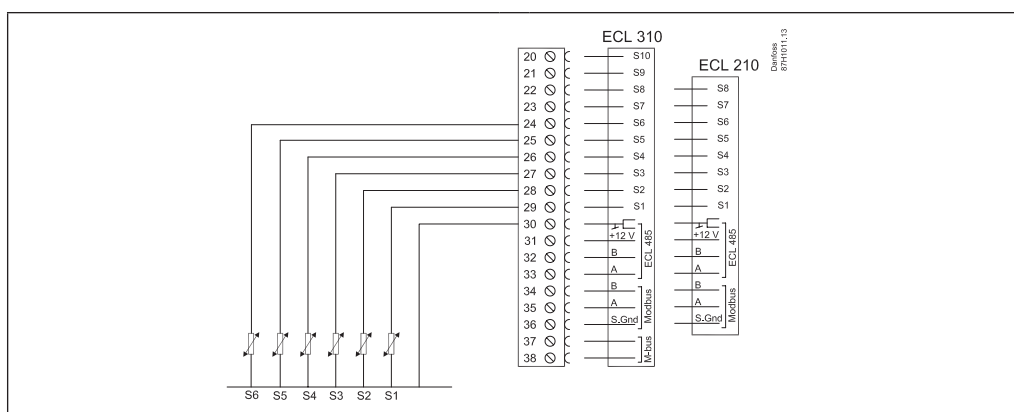 ECL 310
ECL 210
Danfoss
87H1011.13
20 S10
21 S9
22 S8 S8
23 S7 S7
24 S6 S6
25 S5 S5
26 S4 S4
27 S3 S3
28 S2 S2
29 S1 S1
30
31 +12 V +12 V
32 B B
33 A A
ECL 485 ECL 485
34 B B
35 A A
36 S.Gnd S.Gnd
Modbus Modbus
37
38
M-bus
S6 S5 S4 S3 S2 S1